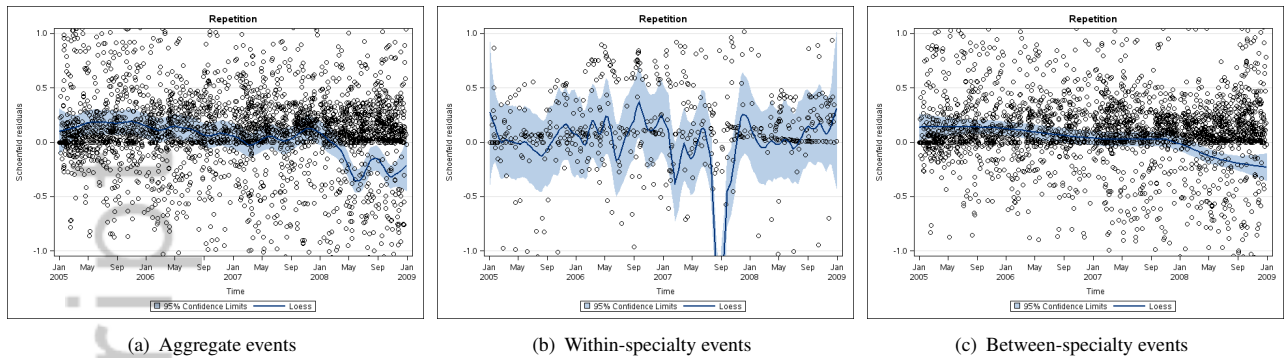 Repetition
1.0
0.5
0.0
-0.5
-1.0
Schoenfeld residuals
Jan May Sep Jan May Sep Jan May Sep Jan May Sep Jan
2005 2006 2007 2008 2009
Time
95% Confidence Limits Loess
(a) Aggregate events
Repetition
1.0
0.5
0.0
-0.5
-1.0
Schoenfeld residuals
Jan May Sep Jan May Sep Jan May Sep Jan May Sep Jan
2005 2006 2007 2008 2009
Time
95% Confidence Limits Loess
(b) Within-specialty events
Repetition
1.0
0.5
0.0
-0.5
-1.0
Schoenfeld residuals
Jan May Sep Jan May Sep Jan May Sep Jan May Sep Jan
2005 2006 2007 2008 2009
Time
95% Confidence Limits Loess
(c) Between-specialty events